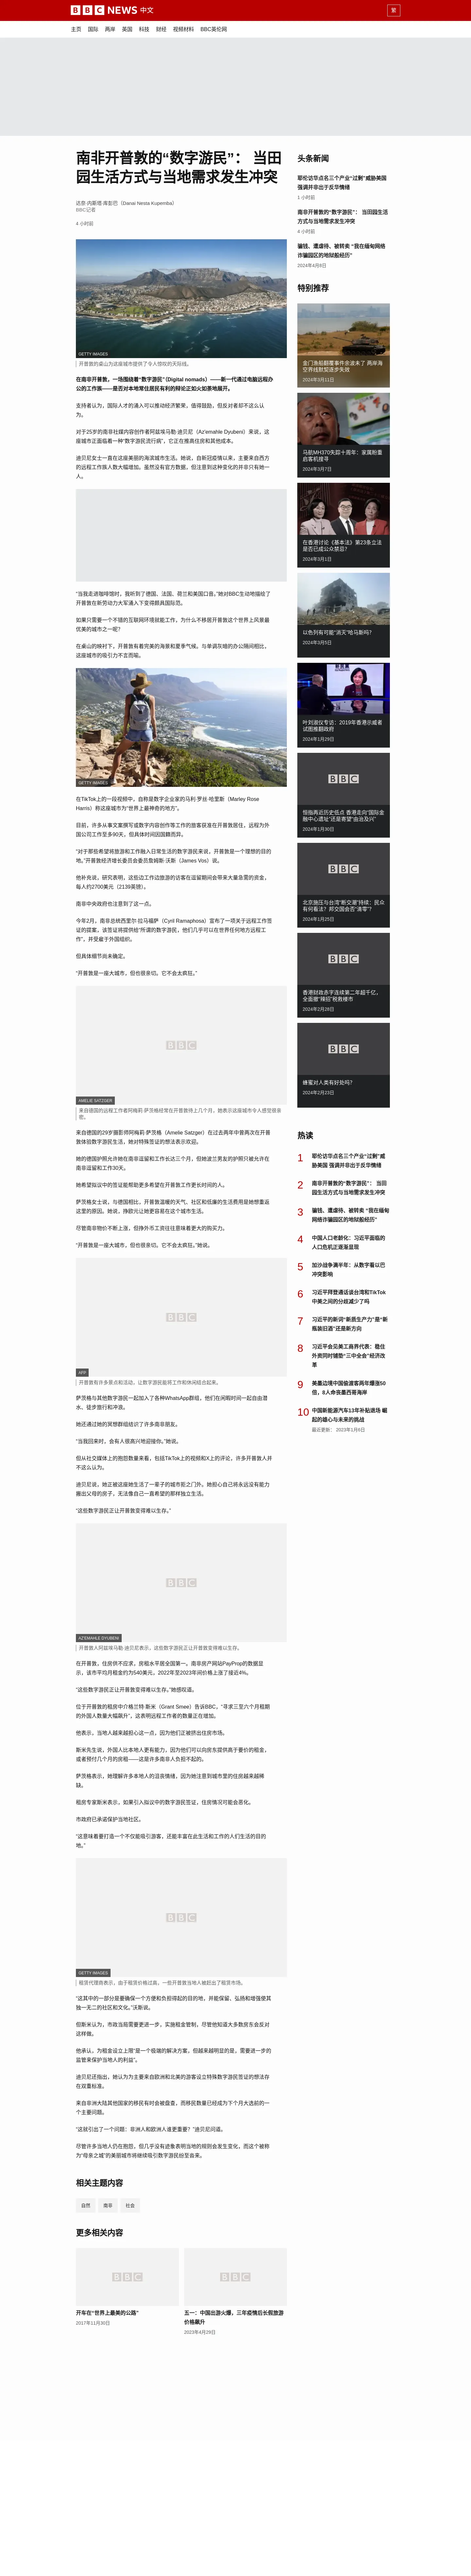 BBC NEWS 中文
繁
主页 国际 两岸 美国 科技 财经 视频材料 BBC英伦网
南非开普敦的“数字游民”： 当田
园生活方式与当地需求发生冲突
BBC记者
4 小时前
GETTY IMAGES
开普敦的桌山为这座城市提供了令人惊叹的天际线。
在南非开普敦，一场围绕着“数字游民”（Digital nomads）——新一代通过电脑远程办
公的工作族——是否对本地常住居民有利的辩论正如火如荼地展开。
支持者认为，国际人才的涌入可以推动经济繁荣，值得鼓励，但反对者却不这么认
为。
对于25岁的南非社媒内容创作者阿兹埃马勒·迪贝尼（Az'emahle Dyubeni）来说，这
座城市正面临着一种“数字游民流行病”，它正在推高住房和其他成本。
迪贝尼女士一直在这座美丽的海滨城市生活。她说，自新冠疫情以来，主要来自西方
的远程工作族人数大幅增加。虽然没有官方数据，但注意到这种变化的并非只有她一
人。
“当我走进咖啡馆时，我听到了德国、法国、荷兰和美国口音。”她对BBC生动地描绘了
开普敦在新劳动力大军涌入下变得颇具国际范。
如果只需要一个不错的互联网环境就能工作，为什么不移居开普敦这个世界上风景最
优美的城市之一呢？
在桌山的映衬下，开普敦有着完美的海景和夏季气候。与单调灰暗的办公隔间相比，
这座城市的吸引力不言而喻。
GETTY IMAGES
在TikTok上的一段视频中，自称是数字企业家的马利·罗丝·哈里斯（Marley Rose
Harris）称这座城市为“世界上最神奇的地方”。
目前，许多从事文案撰写或数字内容创作等工作的旅客获准在开普敦居住，远程为外
国公司工作至多90天，但具体时间因国籍而异。
“对于那些希望将旅游和工作融入日常生活的数字游民来说，开普敦是一个理想的目的
地。”开普敦经济增长委员会委员詹姆斯·沃斯（James Vos）说。
他补充说，研究表明，这些边工作边旅游的访客在逗留期间会带来大量急需的资金，
每人约2700美元（2139英镑）。
南非中央政府也注意到了这一点。
今年2月，南非总统西里尔·拉马福萨（Cyril Ramaphosa）宣布了一项关于远程工作签
证的提案，该签证将提供给“所谓的数字游民，他们几乎可以在世界任何地方远程工
作”，并受雇于外国组织。
但具体细节尚未确定。
“开普敦是一座大城市，但也很亲切。它不会太疯狂。”
BBC
AMELIE SATZGER
来自德国的远程工作者阿梅莉·萨茨格经常在开普敦待上几个月，她表示这座城市令人感觉很亲
密。
来自德国的29岁摄影师阿梅莉·萨茨格（Amelie Satzger）在过去两年中曾两次在开普
敦体验数字游民生活，她对特殊签证的想法表示欢迎。
她的德国护照允许她在南非逗留和工作长达三个月，但她波兰男友的护照只被允许在
南非逗留和工作30天。
她希望拟议中的签证能帮助更多像她这样希望在开普敦工作更长时间的人。
萨茨格女士说，与德国相比，开普敦温暖的天气、社区和低廉的生活费用是她想重返
这里的原因。她说，挣欧元让她更容易在这个城市生活。
尽管南非物价不断上涨，但挣外币工资往往意味着更大的购买力。
“开普敦是一座大城市，但也很亲切。它不会太疯狂。”她说。
BBC
AFP
开普敦有许多景点和活动，让数字游民能将工作和休闲结合起来。
萨茨格与其他数字游民一起加入了各种WhatsApp群组，他们在闲暇时间一起自由潜
水、徒步旅行和冲浪。
她还通过她的冥想群组结识了许多南非朋友。
“当我回来时，会有人很高兴地迎接你。”她说。
但从社交媒体上的抱怨数量来看，包括TikTok上的视频和X上的评论，许多开普敦人并
不这么认为。
迪贝尼说，她正被这座她生活了一辈子的城市拒之门外。她担心自己将永远没有能力
搬出父母的房子，无法像自己一直希望的那样独立生活。
“这些数字游民正让开普敦变得难以生存。”
BBC
AZ'EMAHLE DYUBENI
开普敦人阿兹埃马勒·迪贝尼表示，这些数字游民正让开普敦变得难以生存。
在开普敦，住房供不应求，房租水平居全国第一。南非房产网站PayProp的数据显
示，该市平均月租金约为540美元，2022年至2023年间价格上涨了接近4%。
“这些数字游民正让开普敦变得难以生存。”她感叹道。
位于开普敦的租房中介格兰特·斯米（Grant Smee）告诉BBC，“寻求三至六个月租期
的外国人数量大幅飙升”，这表明远程工作者的数量正在增加。
他表示，当地人越来越担心这一点，因为他们正被挤出住房市场。
斯米先生说，外国人比本地人更有能力，因为他们可以向房东提供高于要价的租金，
或者预付几个月的房租——这是许多南非人负担不起的。
萨茨格表示，她理解许多本地人的沮丧情绪，因为她注意到城市里的住房越来越稀
缺。
租房专家斯米表示，如果引入拟议中的数字游民签证，住房情况可能会恶化。
市政府已承诺保护当地社区。
“这意味着要打造一个不仅能吸引游客，还能丰富在此生活和工作的人们生活的目的
地。”
BBC
GETTY IMAGES
租赁代理商表示，由于租赁价格过高，一些开普敦当地人被赶出了租赁市场。
“这其中的一部分是要确保一个方便和负担得起的目的地，并能保留、弘扬和增强使其
独一无二的社区和文化。”沃斯说。
但斯米认为，市政当局需要更进一步，实施租金管制，尽管他知道大多数房东会反对
这样做。
他承认，为租金设立上限“是一个极端的解决方案，但越来越明显的是，需要进一步的
监管来保护当地人的利益”。
迪贝尼还指出，她认为为主要来自欧洲和北美的游客设立特殊数字游民签证的想法存
在双重标准。
来自非洲大陆其他国家的移民有时会被虐查，而移民数量已经成为下个月大选前的一
个主要问题。
“这就引出了一个问题：非洲人和欧洲人谁更重要？”迪贝尼问道。
尽管许多当地人仍在抱怨，但几乎没有迹象表明当地的规则会发生变化，而这个被称
为“母亲之城”的美丽城市将继续吸引数字游民纷至沓来。
相关主题内容
自然 南非 社会
更多相关内容
BBC
开车在“世界上最美的公路”
2017年11月30日
BBC
五一：中国出游火爆，三年疫情后长假旅游
价格飙升
2023年4月29日
头条新闻
耶伦访华点名三个产业“过剩”威胁美国
强调并非出于反华情绪
1 小时前
南非开普敦的“数字游民”： 当田园生活
方式与当地需求发生冲突
4 小时前
骗钱、遭虐待、被转卖 “我在缅甸网络
诈骗园区的地狱般经历”
2024年4月6日
特别推荐
金门渔船翻覆事件余波未了 两岸海
空界线默契逐步失效
2024年3月11日
马航MH370失踪十周年：家属盼重
启客机搜寻
2024年3月7日
在香港讨论《基本法》第23条立法
是否已成公众禁忌？
2024年3月1日
以色列有可能“消灭”哈马斯吗？
2024年3月5日
叶刘淑仪专访：2019年香港示威者
试图推翻政府
2024年1月29日
BBC
恒指再近历史低点 香港走向“国际金
融中心遗址”还是奢望“由治及兴”
2024年1月30日
BBC
北京施压与台湾“断交潮”持续：民众
有何看法？邦交国会否“清零”？
2024年1月25日
BBC
香港财政赤字连续第二年超千亿，
全面撤“辣招”税救楼市
2024年2月28日
BBC
蜂蜜对人类有好处吗？
2024年2月23日
热读
1 耶伦访华点名三个产业“过剩”威
胁美国 强调并非出于反华情绪
2 南非开普敦的“数字游民”： 当田
园生活方式与当地需求发生冲突
3 骗钱、遭虐待、被转卖 “我在缅甸
网络诈骗园区的地狱般经历”
4 中国人口老龄化：习近平面临的
人口危机正逐渐显现
5 加沙战争满半年：从数字看以巴
冲突影响
6 习近平拜登通话谈台湾和TikTok
中美之间的分歧减少了吗
7 习近平的新词“新质生产力”是“新
瓶装旧酒”还是新方向
8 习近平会见美工商界代表：稳住
外资同时铺垫“三中全会”经济改
革
9 美墨边境中国偷渡客两年爆涨50
倍，8人命丧墨西哥海岸
10 中国新能源汽车13年补贴退场 崛
起的雄心与未来的挑战
最近更新： 2023年1月6日